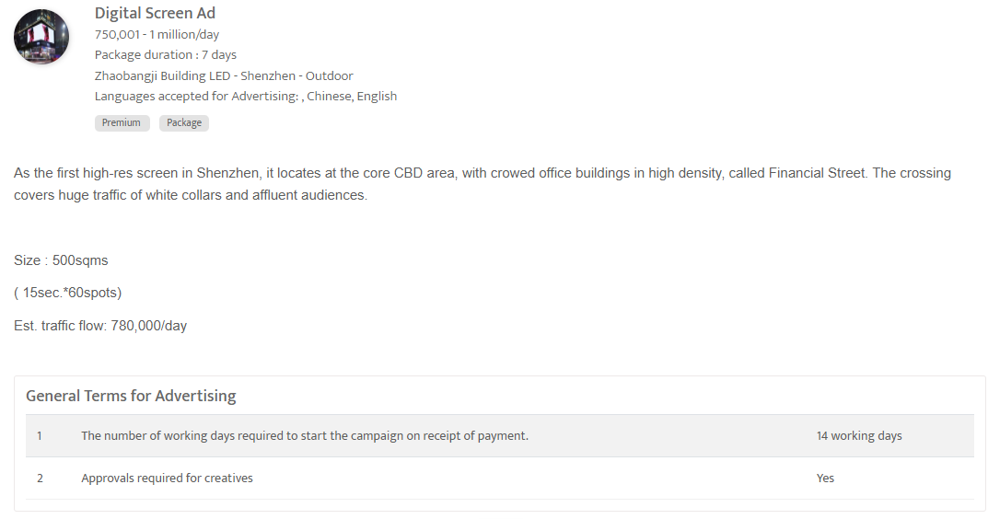 Digital Screen Ad
750,001 - 1 million/day
Package duration : 7 days
Zhaobangji Building LED - Shenzhen - Outdoor
Languages accepted for Advertising: , Chinese, English
Premium Package
As the first high-res screen in Shenzhen, it locates at the core CBD area, with crowed office buildings in high density, called Financial Street. The crossing
covers huge traffic of white collars and affluent audiences.
Size : 500sqms
( 15sec.*60spots)
Est. traffic flow: 780,000/day
General Terms for Advertising
1 The number of working days required to start the campaign on receipt of payment. 14 working days
2 Approvals required for creatives Yes